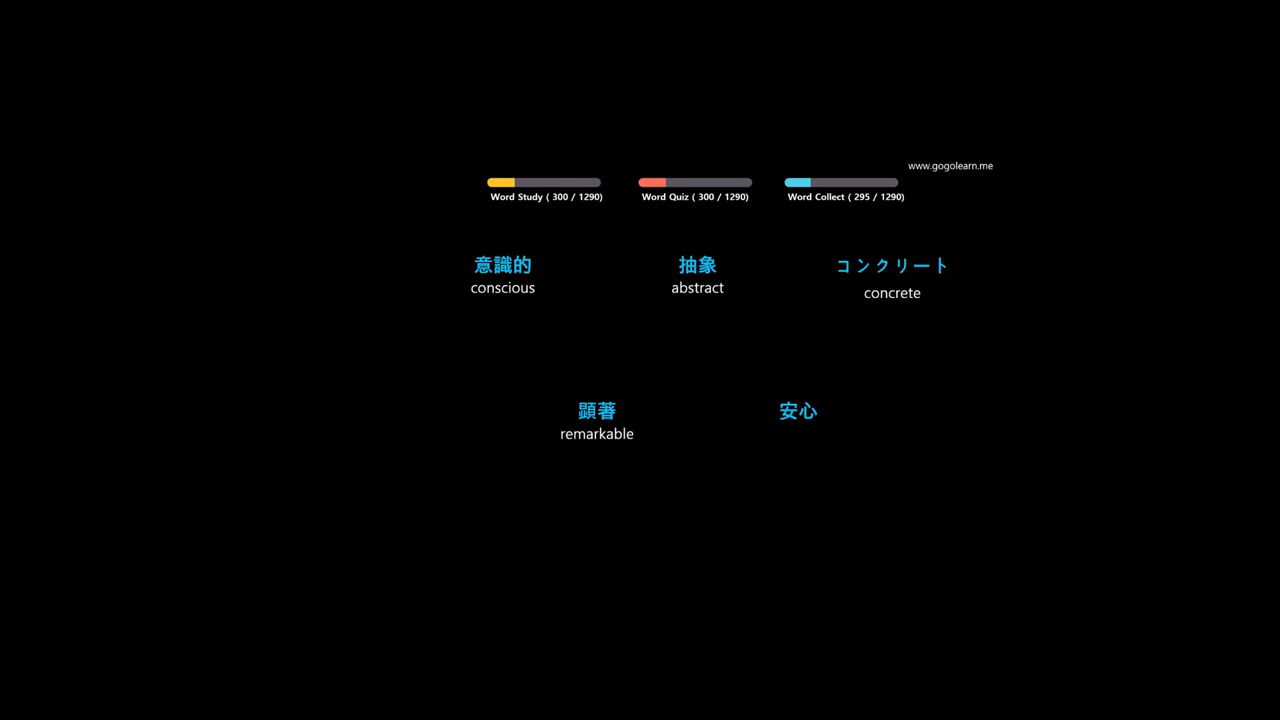 www.gogolearn.me
Word Study ( 300 / 1290)
Word Quiz ( 300 / 1290)
Word Collect ( 295 / 1290)
意識的
conscious
抽象
abstract
コンクリート
concrete
顕著
remarkable
安心